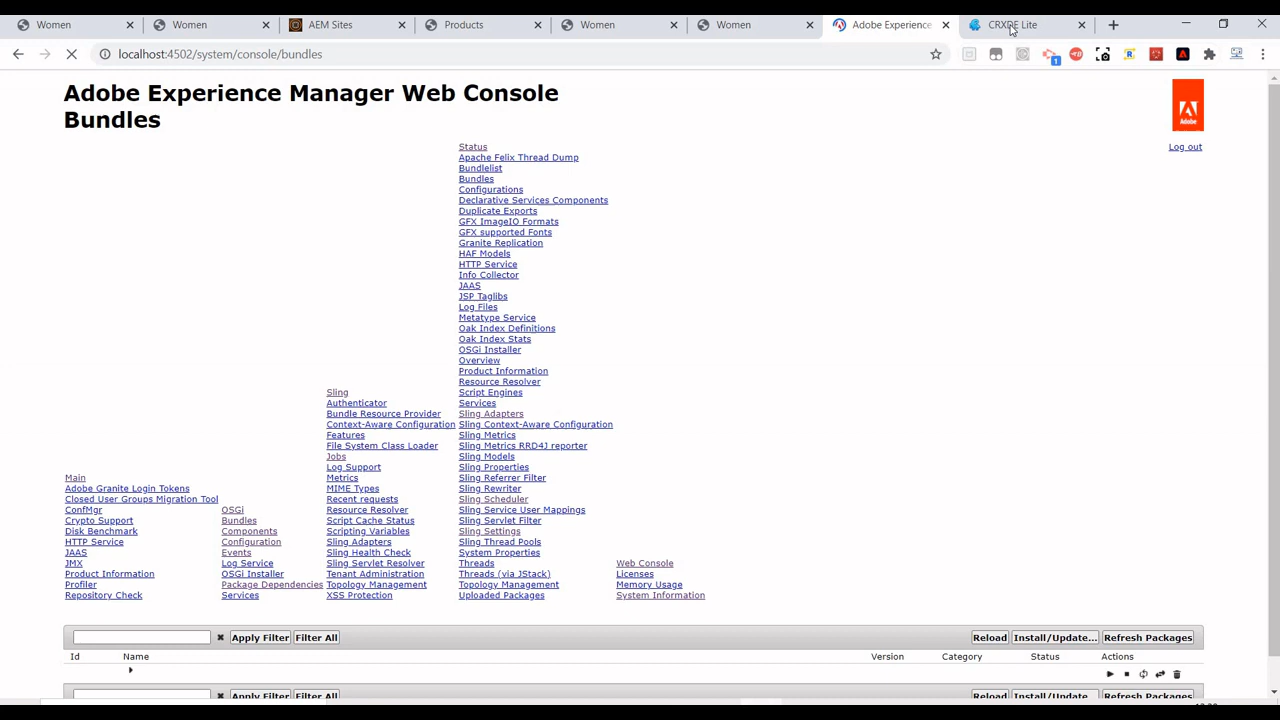 Women
Women
AEM Sites
Products
Women
Women
Adobe Experience
CRXDE Lite
localhost:4502/system/console/bundles
Adobe Experience Manager Web Console
Bundles
Log out
Status
Apache Felix Thread Dump
Bundlelist
Bundles
Configurations
Declarative Services Components
Duplicate Exports
GFX ImageIO Formats
GFX supported Fonts
Granite Replication
HAF Models
HTTP Service
Info Collector
JAAS
JSP Taglibs
Log Files
Metatype Service
Oak Index Definitions
Oak Index Stats
OSGi Installer
Overview
Product Information
Resource Resolver
Script Engines
Services
Sling Adapters
Sling Context-Aware Configuration
Sling Metrics
Sling Metrics RRD4J reporter
Sling Models
Sling Properties
Sling Referrer Filter
Sling Rewriter
Sling Scheduler
Sling Service User Mappings
Sling Servlet Filter
Sling Settings
Sling Thread Pools
System Properties
Threads
Threads (via JStack)
Topology Management
Uploaded Packages
Sling
Authenticator
Bundle Resource Provider
Context-Aware Configuration
Features
File System Class Loader
Jobs
Log Support
Metrics
MIME Types
Recent requests
Resource Resolver
Script Cache Status
Scripting Variables
Sling Adapters
Sling Health Check
Sling Servlet Resolver
Tenant Administration
Topology Management
XSS Protection
Main
Adobe Granite Login Tokens
Closed User Groups Migration Tool
ConfMgr
Crypto Support
Disk Benchmark
HTTP Service
JAAS
JMX
Product Information
Profiler
Repository Check
OSGi
Bundles
Components
Configuration
Events
Log Service
OSGi Installer
Package Dependencies
Services
Web Console
Licenses
Memory Usage
System Information
Apply Filter Filter All Reload Install/Update... Refresh Packages
Id Name Version Category Status Actions
Apply Filter Filter All Reload Install/Update... Refresh Packages